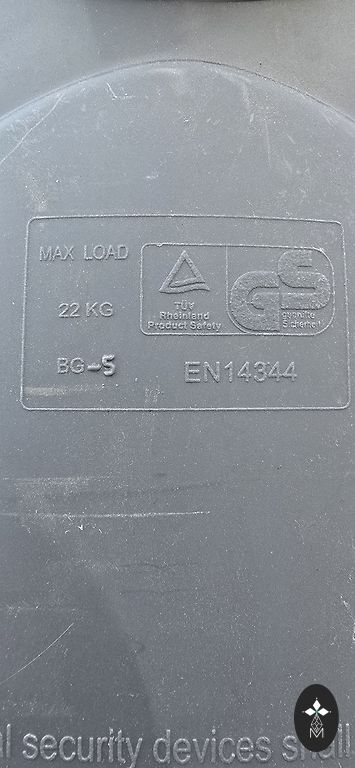 MAX LOAD
22 KG
BG-5
TÜV
Rheinland
Product Safety
GS
geprüfte
Sicherheit
EN14344
security devices shall
M